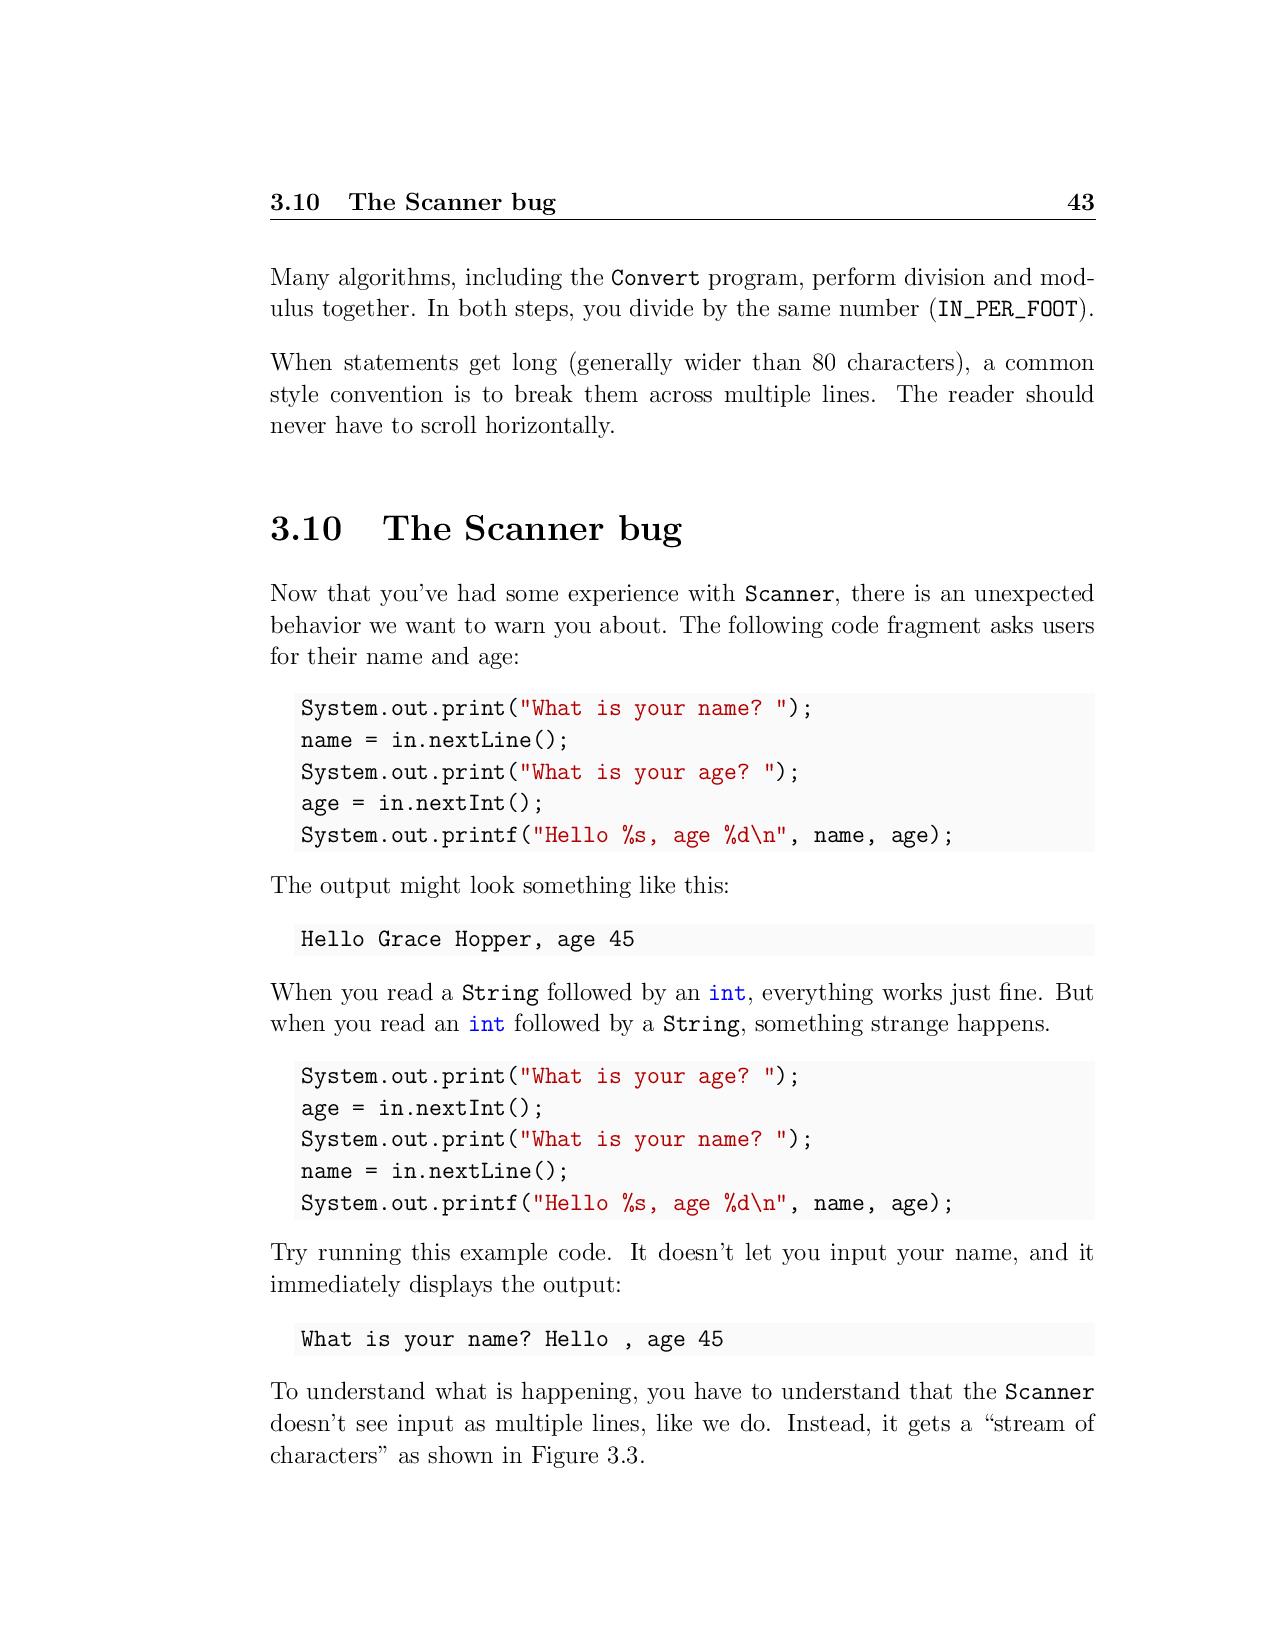 3.10 The Scanner bug 43
Many algorithms, including the Convert program, perform division and mod-
ulus together. In both steps, you divide by the same number (IN_PER_FOOT).
When statements get long (generally wider than 80 characters), a common
style convention is to break them across multiple lines. The reader should
never have to scroll horizontally.
3.10 The Scanner bug
Now that you've had some experience with Scanner, there is an unexpected
behavior we want to warn you about. The following code fragment asks users
for their name and age:
System.out.print("What is your name? ");
name = in.nextLine();
System.out.print("What is your age? ");
age = in.nextInt();
System.out.printf("Hello %s, age %d\n", name, age);
The output might look something like this:
Hello Grace Hopper, age 45
When you read a String followed by an int, everything works just fine. But
when you read an int followed by a String, something strange happens.
System.out.print("What is your age? ");
age = in.nextInt();
System.out.print("What is your name? ");
name = in.nextLine();
System.out.printf("Hello %s, age %d\n", name, age);
Try running this example code. It doesn't let you input your name, and it
immediately displays the output:
What is your name? Hello , age 45
To understand what is happening, you have to understand that the Scanner
doesn't see input as multiple lines, like we do. Instead, it gets a “stream of
characters” as shown in Figure 3.3.